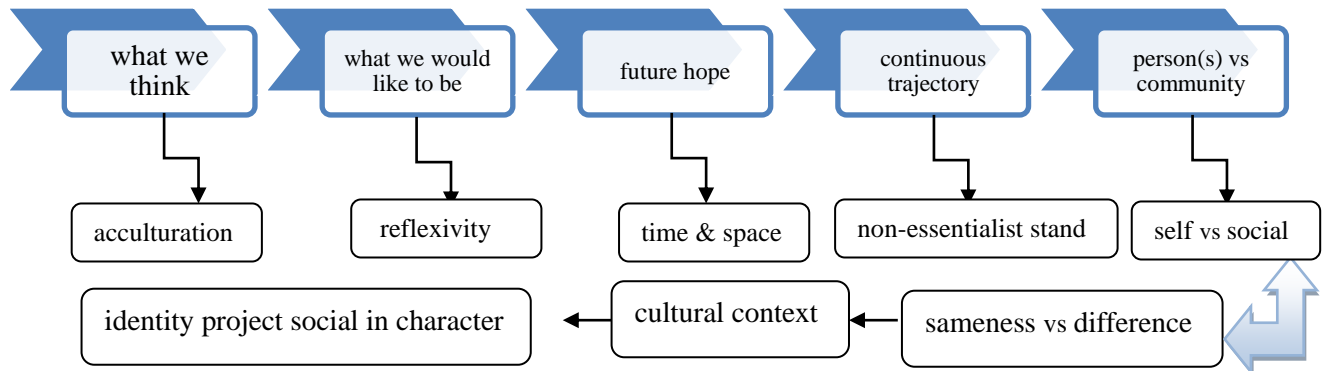 what we
think
what we would
like to be
future hope
continuous
trajectory
person(s) vs
community
acculturation
reflexivity
time & space
non-essentialist stand
self vs social
identity project social in character
cultural context
sameness vs difference